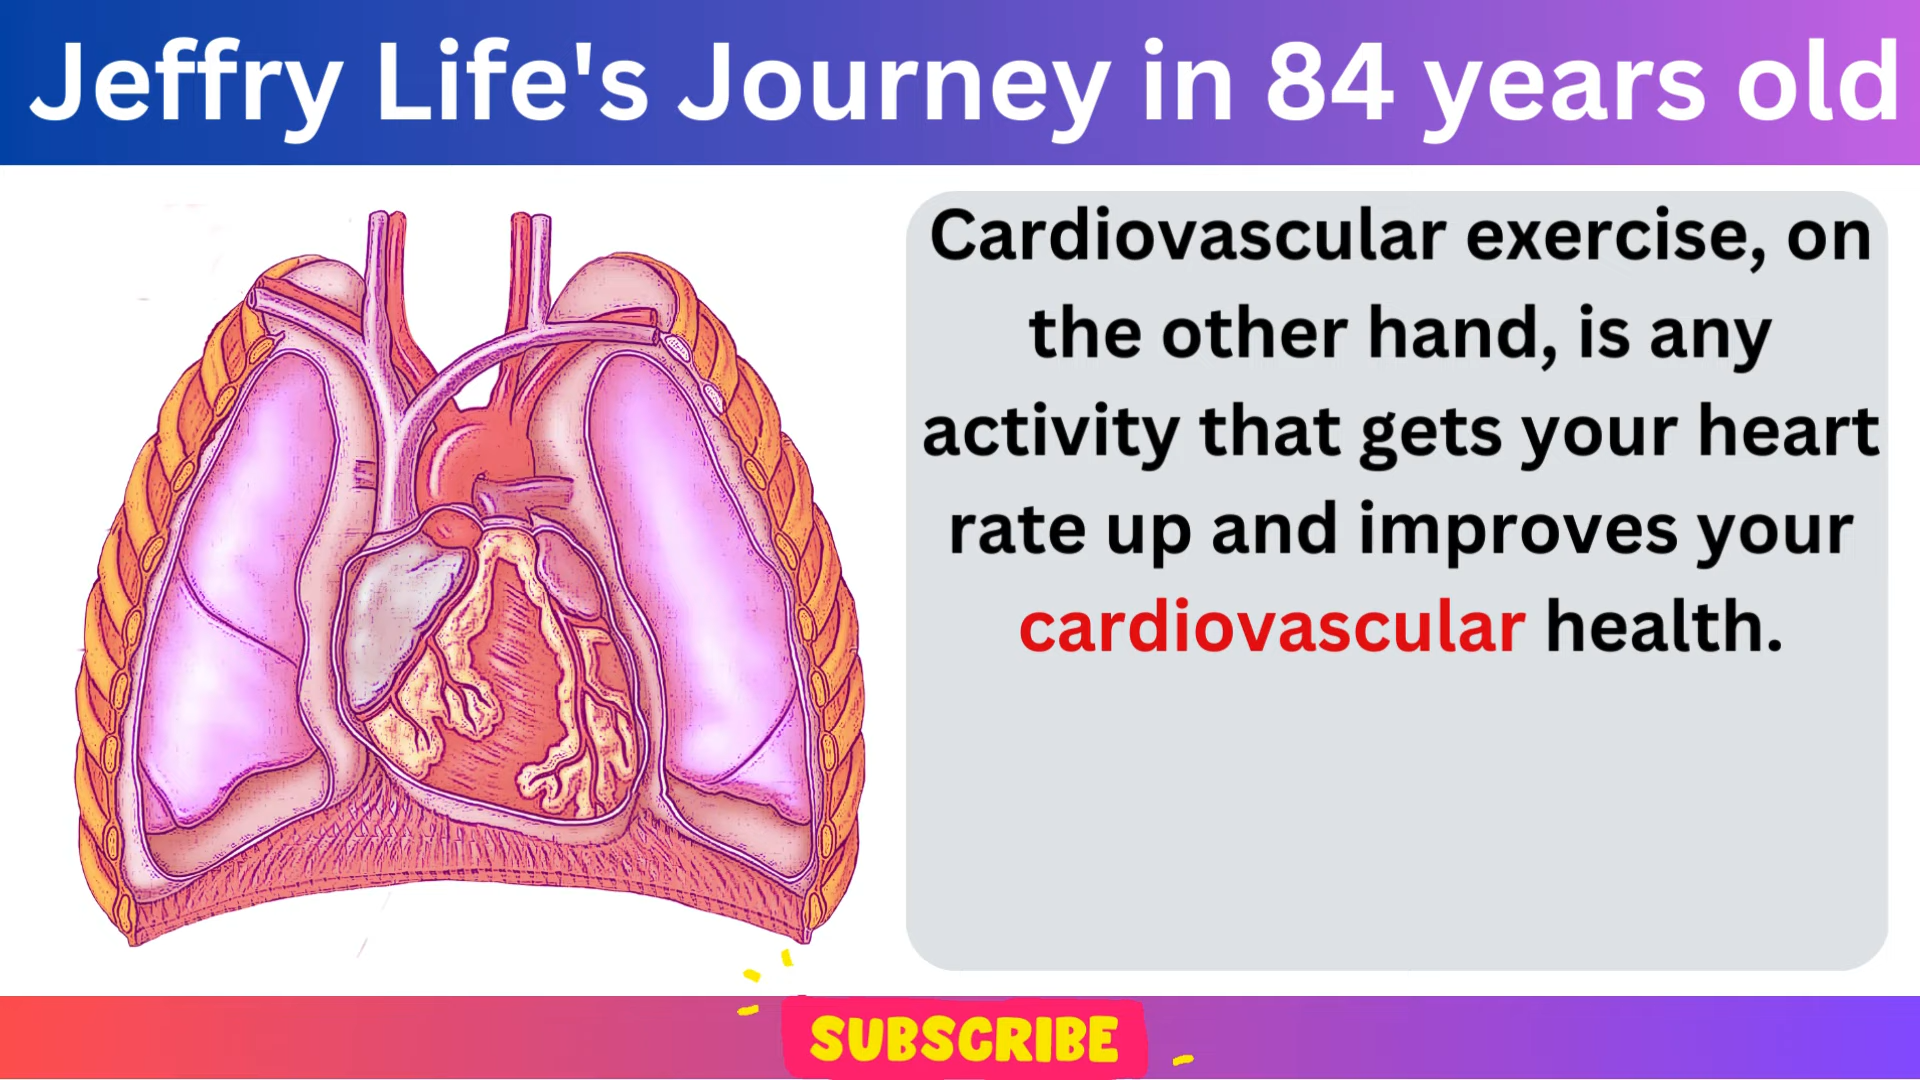 Jeffry Life's Journey in 84 years old
Cardiovascular exercise, on
the other hand, is any
activity that gets your heart
rate up and improves your
cardiovascular health.
SUBSCRIBE